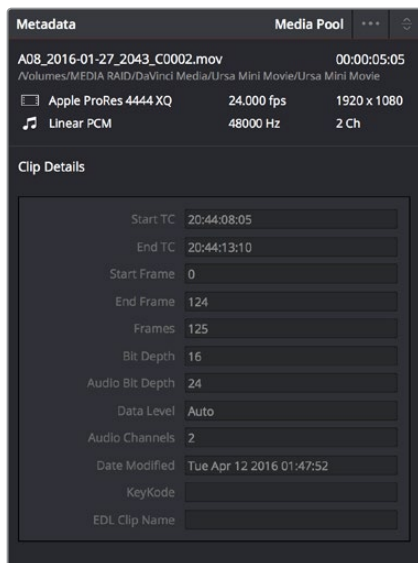 Metadata Media Pool •••
A08_2016-01-27_2043_C0002.mov 00:00:05:05
/Volumes/MEDIA RAID/DaVinci Media/Ursa Mini Movie/Ursa Mini Movie
Apple ProRes 4444 XQ 24.000 fps 1920 x 1080
Linear PCM 48000 Hz 2 Ch
Clip Details
Start TC 20:44:08:05
End TC 20:44:13:10
Start Frame 0
End Frame 124
Frames 125
Bit Depth 16
Audio Bit Depth 24
Data Level Auto
Audio Channels 2
Date Modified Tue Apr 12 2016 01:47:52
KeyKode
EDL Clip Name